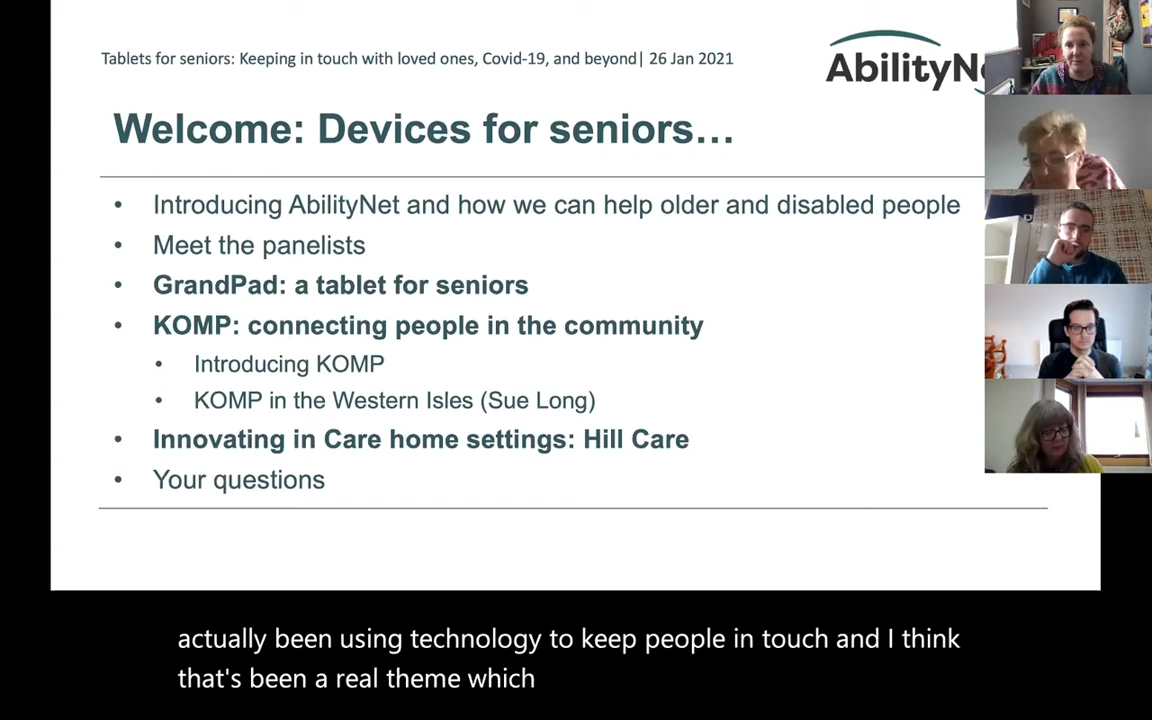 Tablets for seniors: Keeping in touch with loved ones, Covid-19, and beyond| 26 Jan 2021
AbilityN
Welcome: Devices for seniors…
• Introducing AbilityNet and how we can help older and disabled people
• Meet the panelists
• GrandPad: a tablet for seniors
• KOMP: connecting people in the community
• Introducing KOMP
• KOMP in the Western Isles (Sue Long)
• Innovating in Care home settings: Hill Care
• Your questions
actually been using technology to keep people in touch and I think
that's been a real theme which